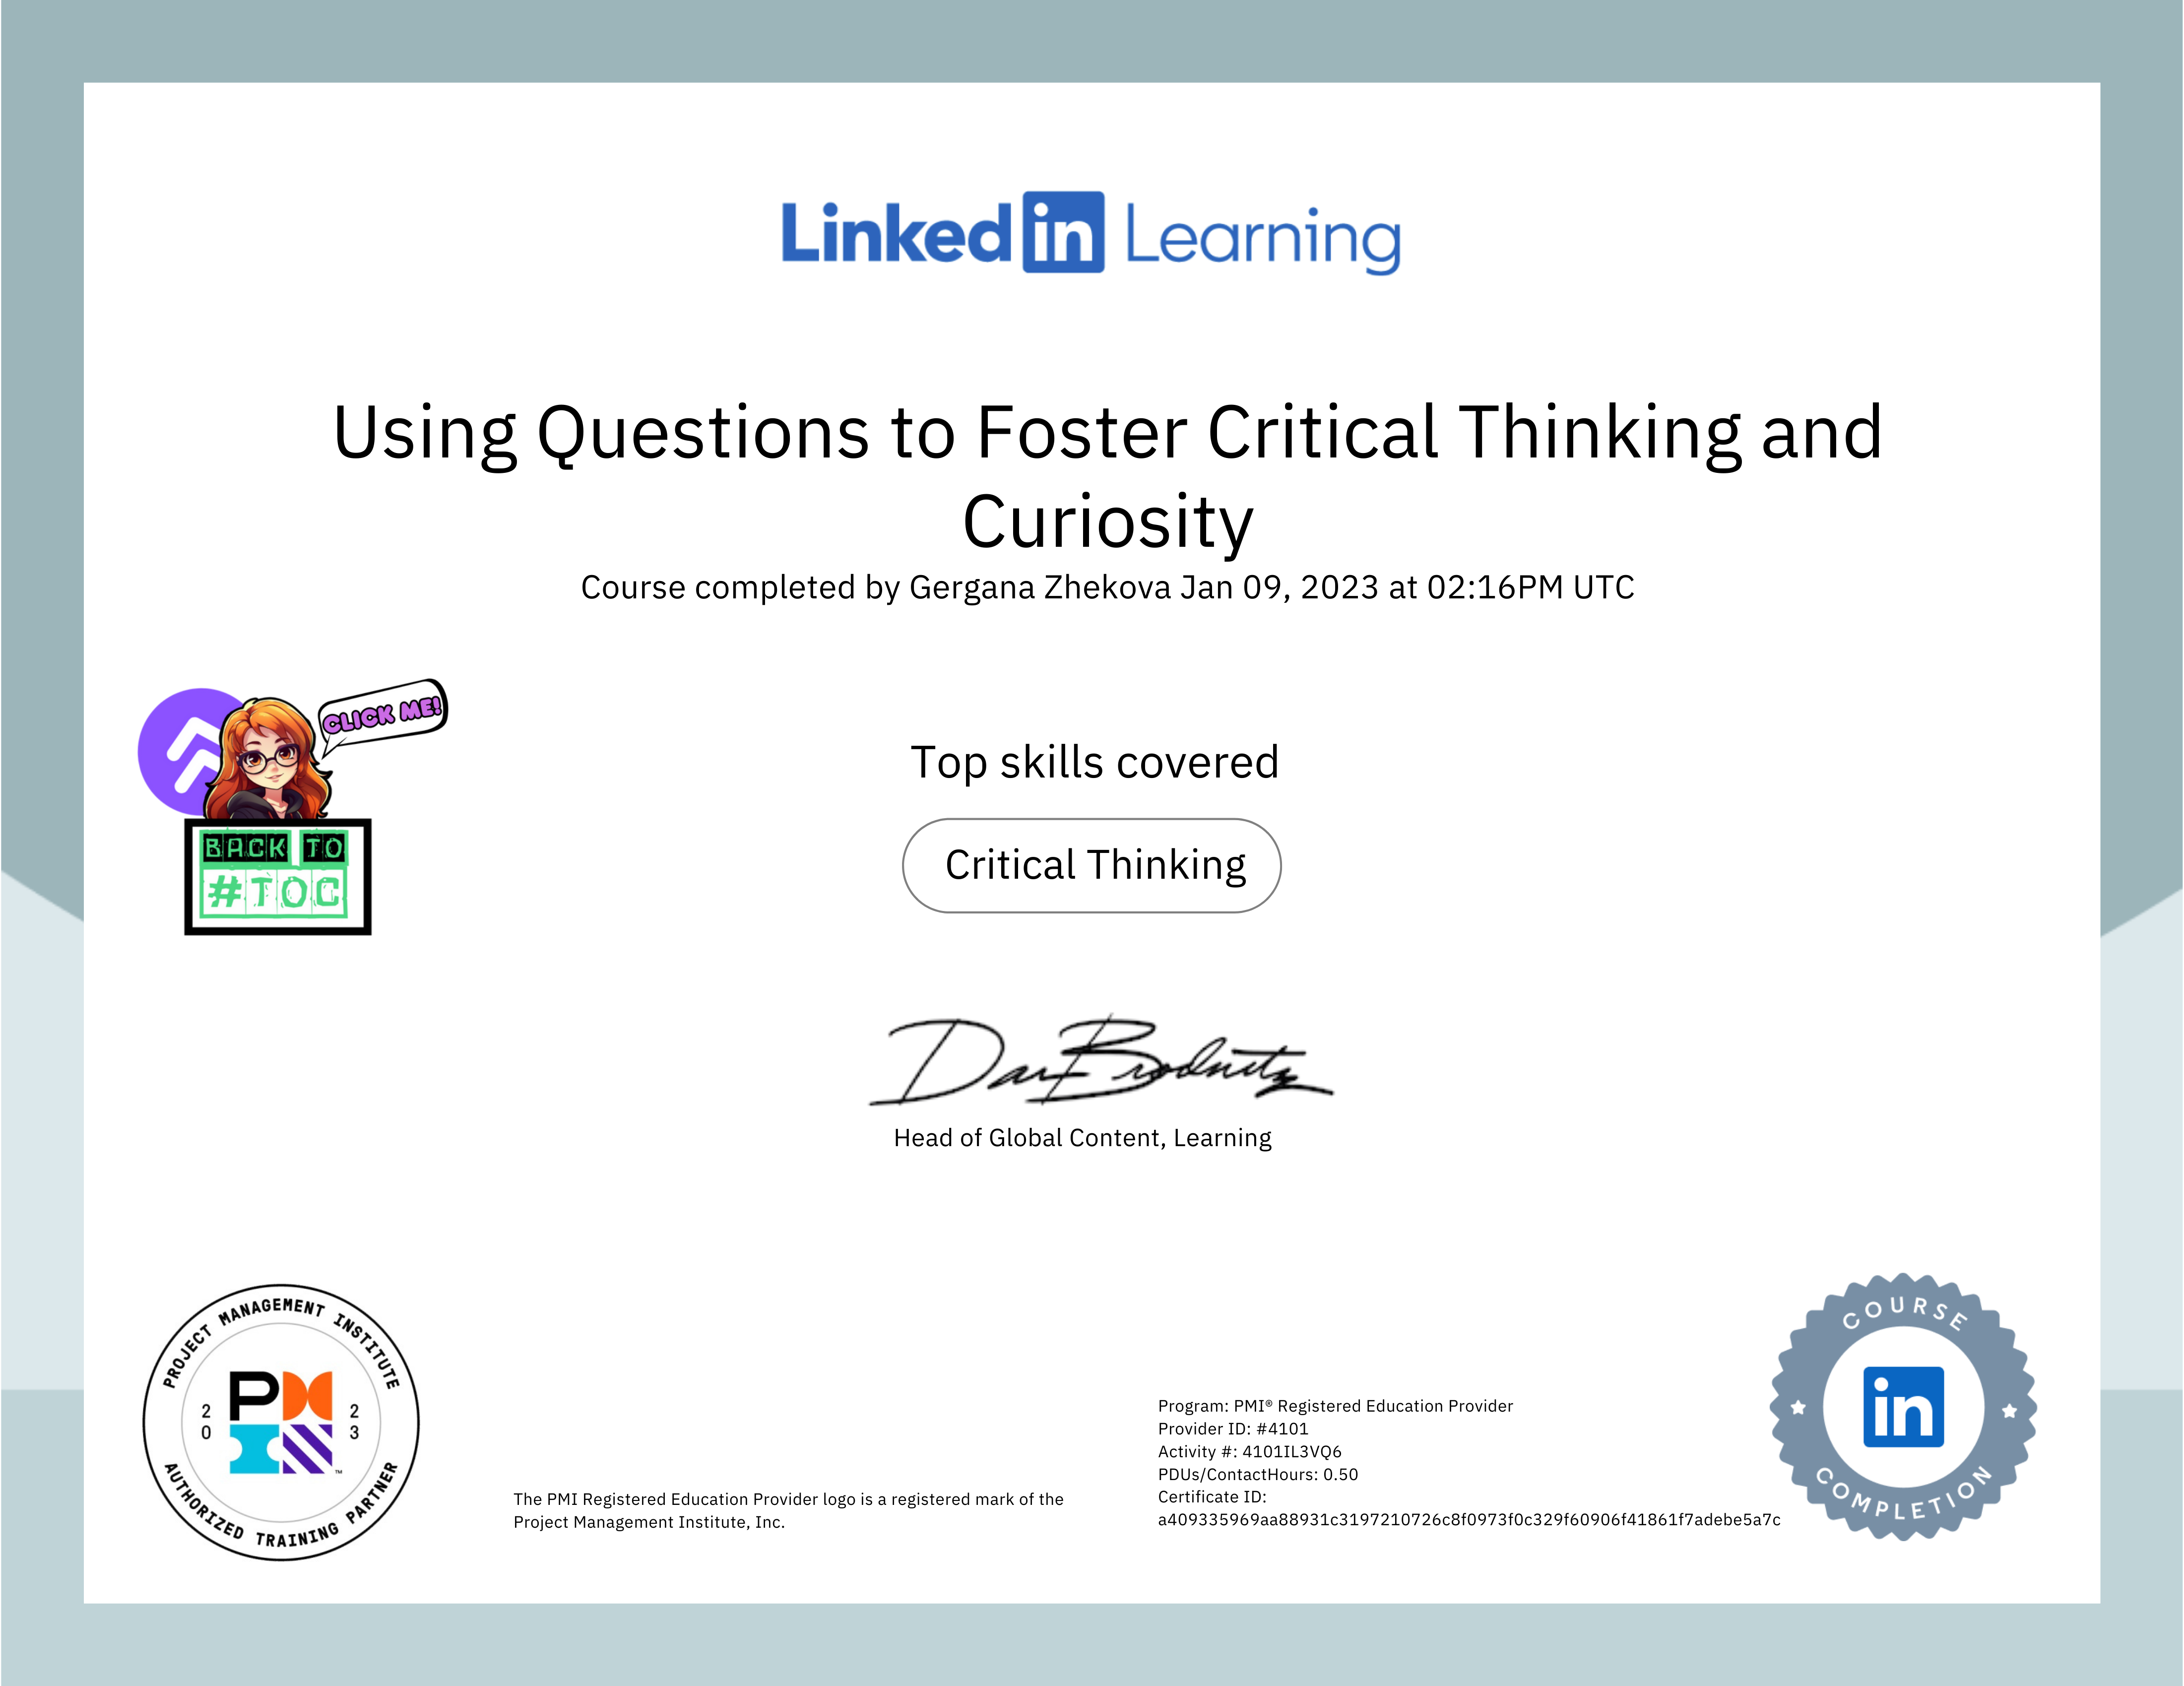 Linked in Learning
Using Questions to Foster Critical Thinking and
Curiosity
Course completed by Gergana Zhekova Jan 09, 2023 at 02:16PM UTC
CLICK ME!
BACK TO
#TOC
Top skills covered
Critical Thinking
Dan Brodnitz
Head of Global Content, Learning
PROJECT MANAGEMENT INSTITUTE
20 23
PM
AUTHORIZED TRAINING PARTNER
The PMI Registered Education Provider logo is a registered mark of the
Project Management Institute, Inc.
Program: PMI® Registered Education Provider
Provider ID: #4101
Activity #: 4101IL3VQ6
PDUs/ContactHours: 0.50
Certificate ID:
a409335969aa88931c3197210726c8f0973f0c329f60906f41861f7adebe5a7c
COURSE
in
COMPLETION